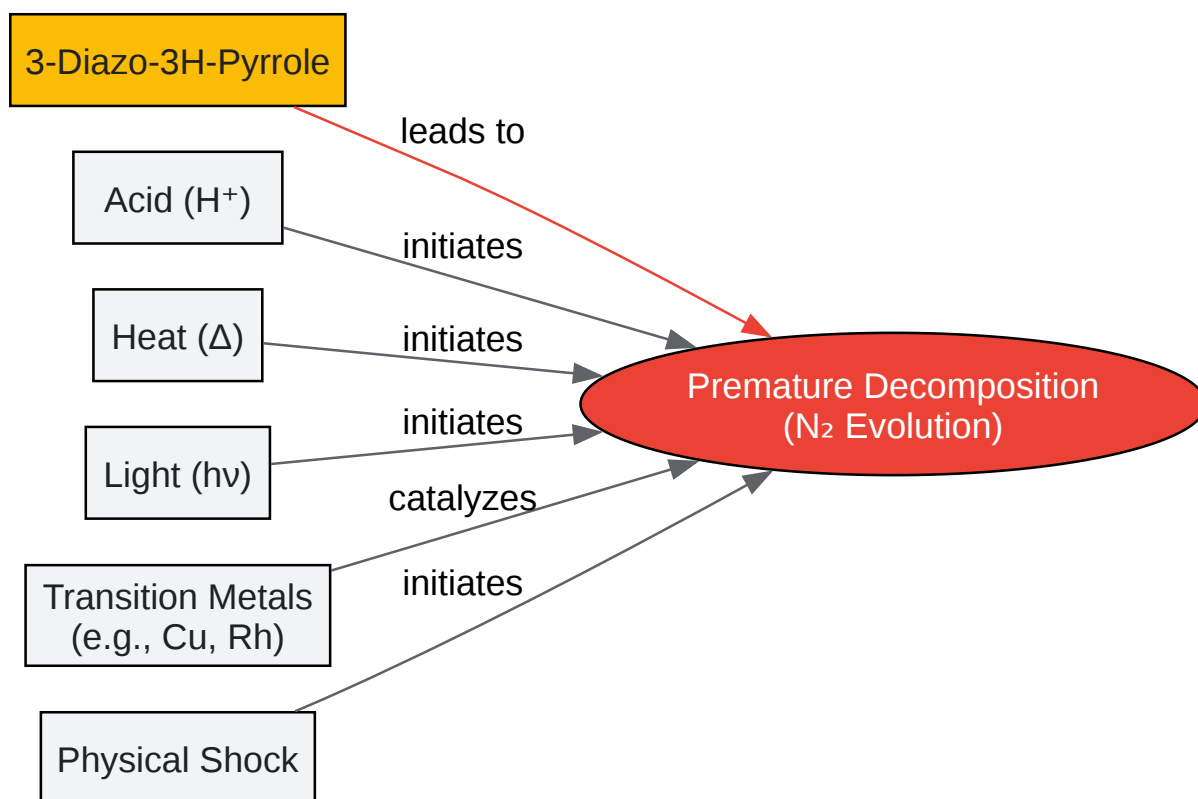 3-Diazo-3H-Pyrrole
leads to
Acid (H⁺)
initiates
Heat (Δ)
initiates
Premature Decomposition
(N₂ Evolution)
Light (hν)
initiates
catalyzes
Transition Metals
(e.g., Cu, Rh)
initiates
Physical Shock